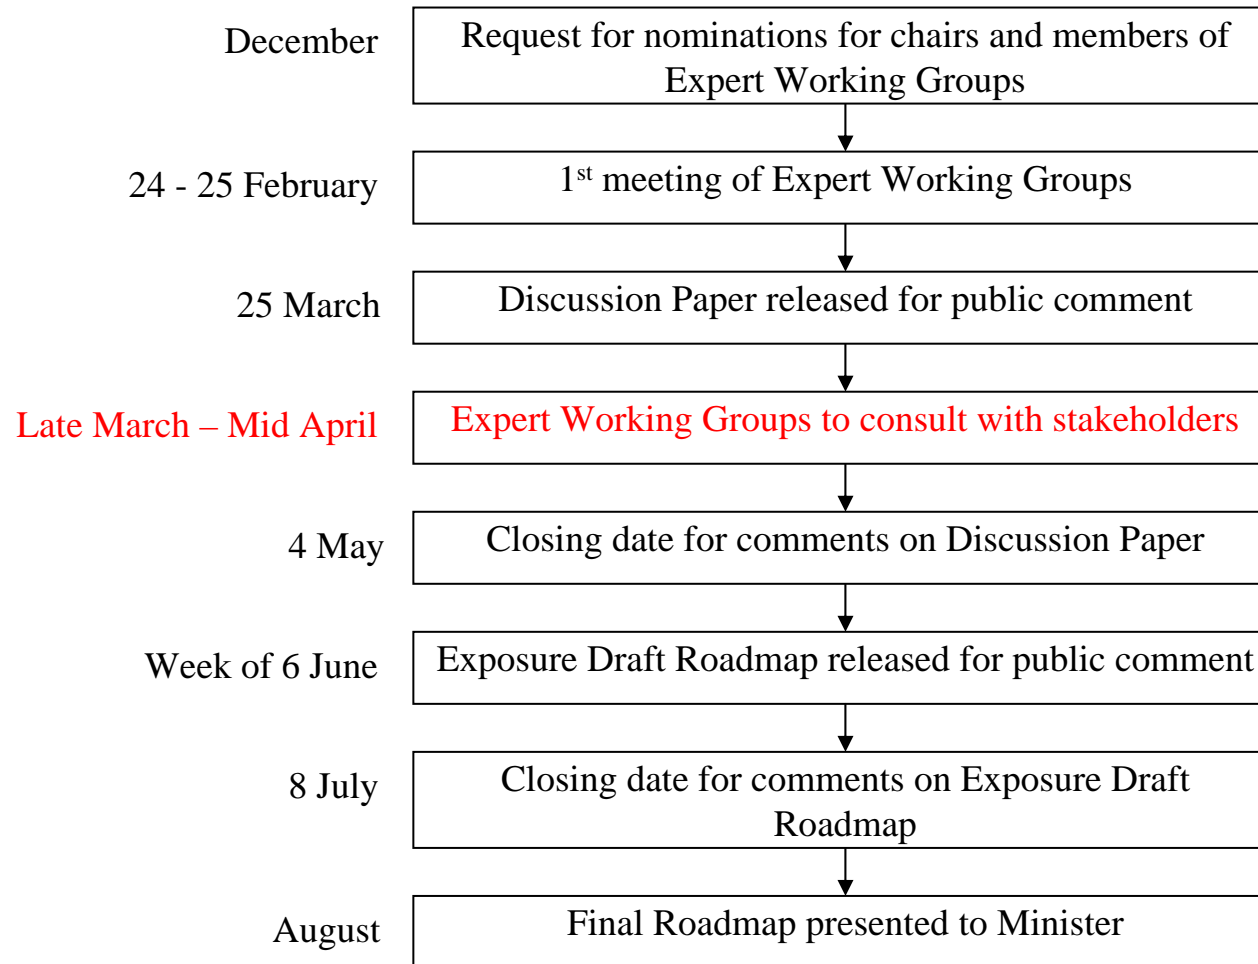 December
Request for nominations for chairs and members of
Expert Working Groups
24 - 25 February
1st meeting of Expert Working Groups
25 March
Discussion Paper released for public comment
Late March – Mid April
Expert Working Groups to consult with stakeholders
4 May
Closing date for comments on Discussion Paper
Week of 6 June
Exposure Draft Roadmap released for public comment
8 July
Closing date for comments on Exposure Draft
Roadmap
August
Final Roadmap presented to Minister